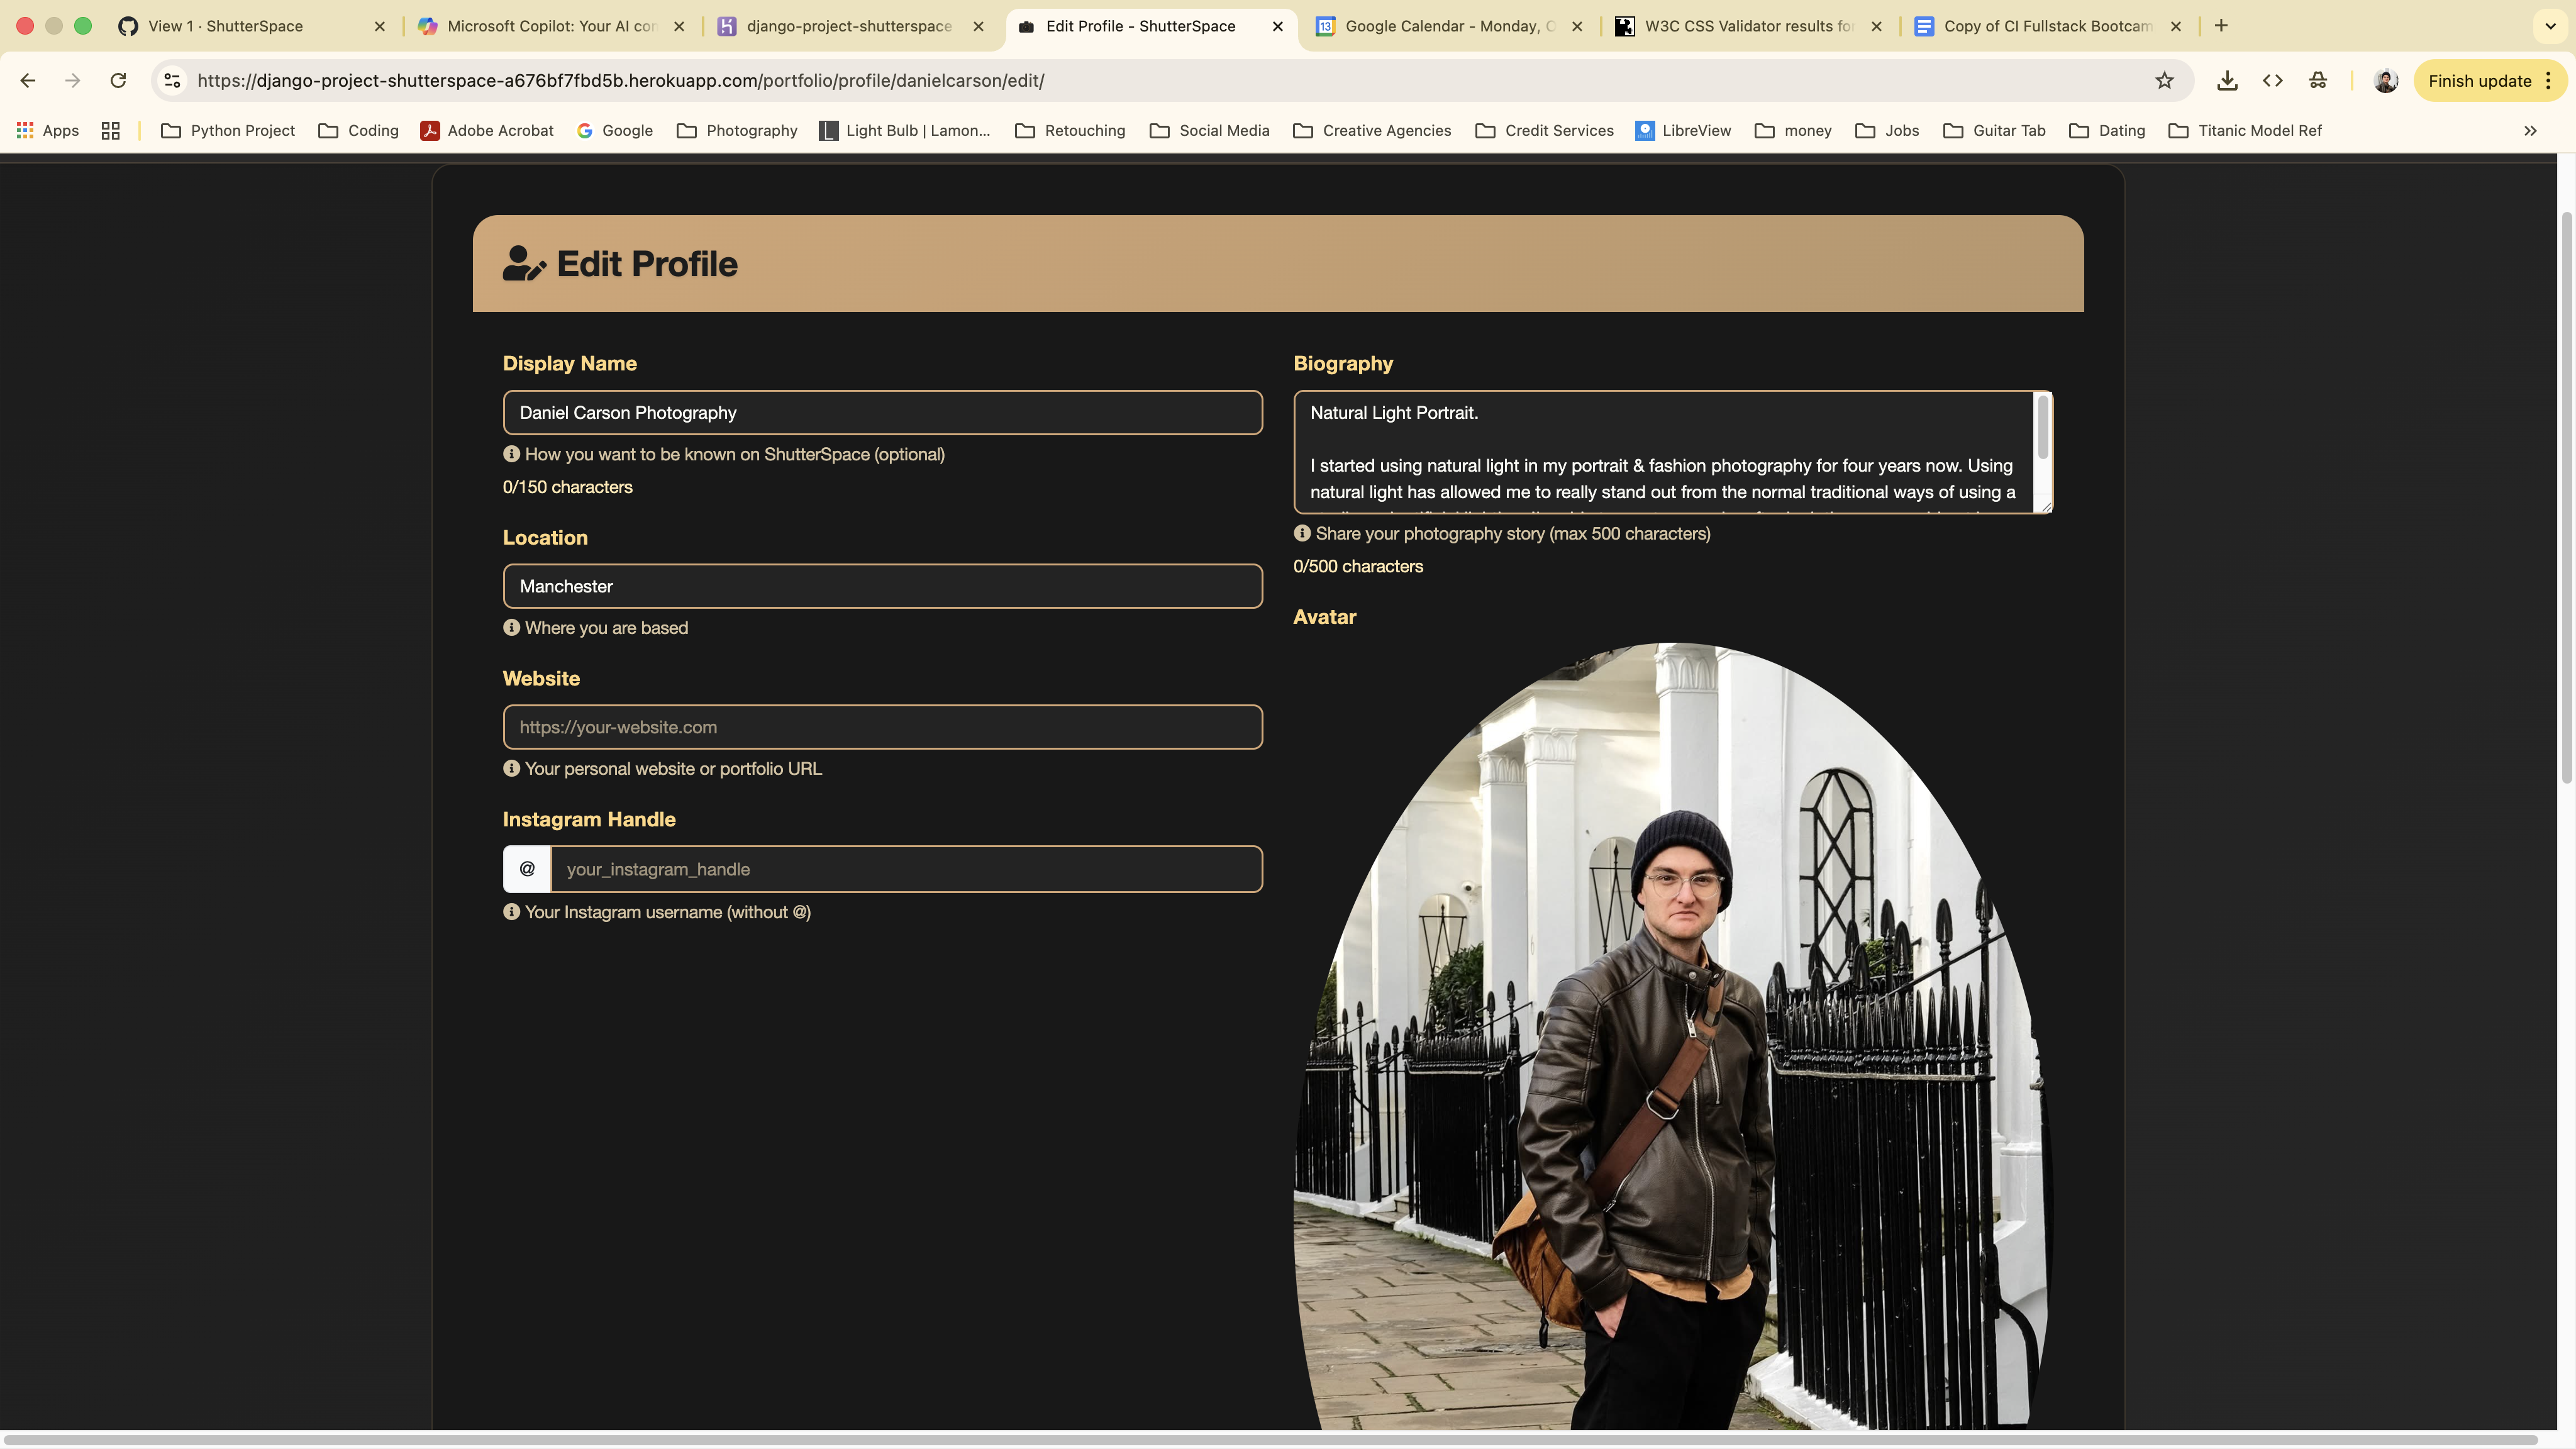 View 1 · ShutterSpace
Microsoft Copilot: Your AI con
django-project-shutterspace
Edit Profile - ShutterSpace
13
Google Calendar - Monday, O
W3C CSS Validator results for
Copy of CI Fullstack Bootcam
https://django-project-shutterspace-a676bf7fbd5b.herokuapp.com/portfolio/profile/danielcarson/edit/
Finish update
Apps
Python Project
Coding
Adobe Acrobat
Google
Photography
Light Bulb | Lamon...
Retouching
Social Media
Creative Agencies
Credit Services
LibreView
money
Jobs
Guitar Tab
Dating
Titanic Model Ref
Edit Profile
Display Name
Daniel Carson Photography
How you want to be known on ShutterSpace (optional)
0/150 characters
Location
Manchester
Where you are based
Website
https://your-website.com
Your personal website or portfolio URL
Instagram Handle
@
your_instagram_handle
Your Instagram username (without @)
Biography
Natural Light Portrait.
I started using natural light in my portrait & fashion photography for four years now. Using
natural light has allowed me to really stand out from the normal traditional ways of using a
Share your photography story (max 500 characters)
0/500 characters
Avatar